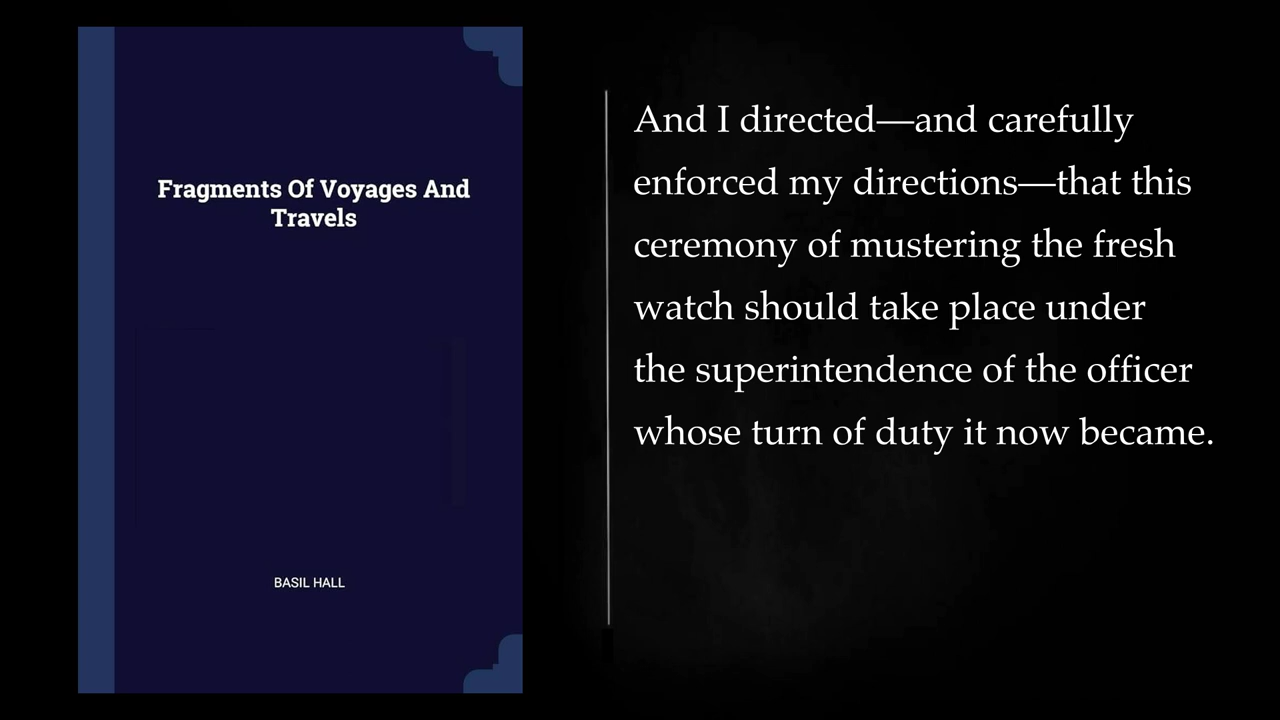 Fragments Of Voyages And
Travels
BASIL HALL
And I directed—and carefully
enforced my directions—that this
ceremony of mustering the fresh
watch should take place under
the superintendence of the officer
whose turn of duty it now became.